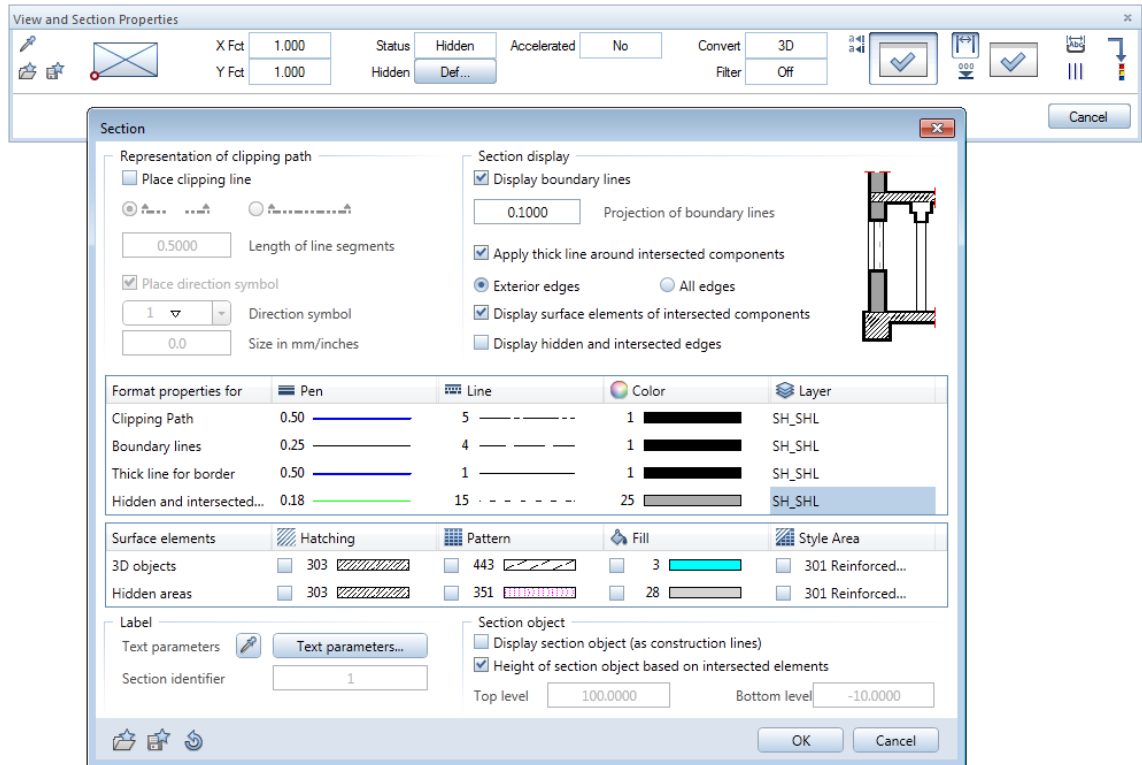 View and Section Properties
X Fct 1.000 Status Hidden Accelerated No Convert 3D
Y Fct 1.000 Hidden Def... Filter Off
Abc
000
Cancel
Section
Representation of clipping path
Place clipping line
0.5000 Length of line segments
Place direction symbol
1 Direction symbol
0.0 Size in mm/inches
Section display
Display boundary lines
0.1000 Projection of boundary lines
Apply thick line around intersected components
Exterior edges All edges
Display surface elements of intersected components
Display hidden and intersected edges
Format properties for Pen Line Color Layer
Clipping Path 0.50 5 1 SH_SHL
Boundary lines 0.25 4 1 SH_SHL
Thick line for border 0.50 1 1 SH_SHL
Hidden and intersected... 0.18 15 25 SH_SHL
Surface elements Hatching Pattern Fill Style Area
3D objects 303 443 3 301 Reinforced...
Hidden areas 303 351 28 301 Reinforced...
Label
Text parameters Text parameters...
Section identifier 1
Section object
Display section object (as construction lines)
Height of section object based on intersected elements
Top level 100.0000 Bottom level -10.0000
OK Cancel